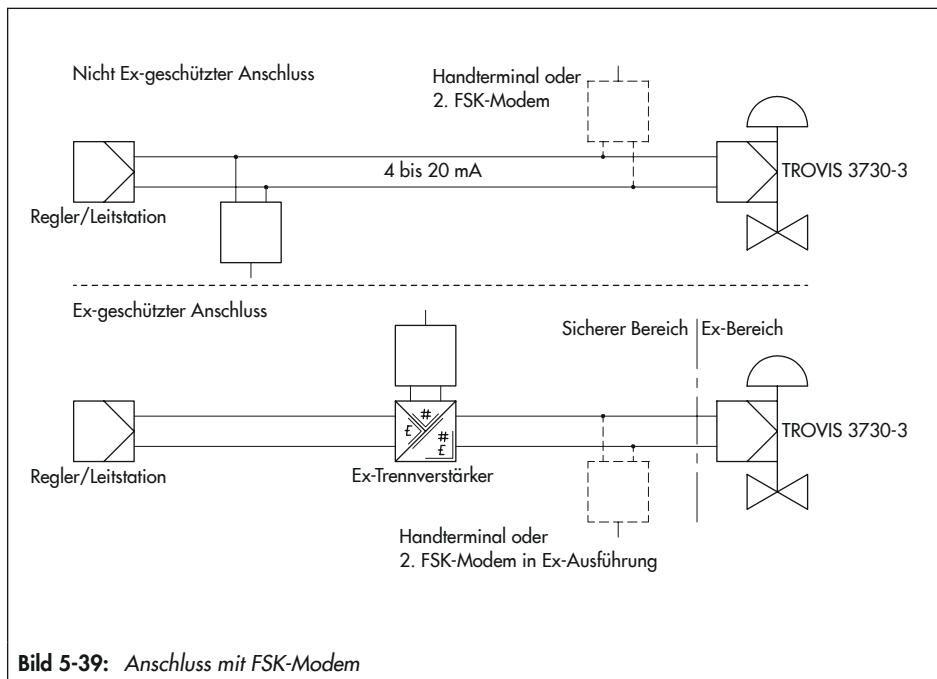 Nicht Ex-geschützter Anschluss
Handterminal oder
2. FSK-Modem
4 bis 20 mA
TROVIS 3730-3
Regler/Leitstation
Ex-geschützter Anschluss
Sicherer Bereich
Ex-Bereich
#
£
#
£
TROVIS 3730-3
Regler/Leitstation
Ex-Trennverstärker
Handterminal oder
2. FSK-Modem in Ex-Ausführung
Bild 5-39: Anschluss mit FSK-Modem